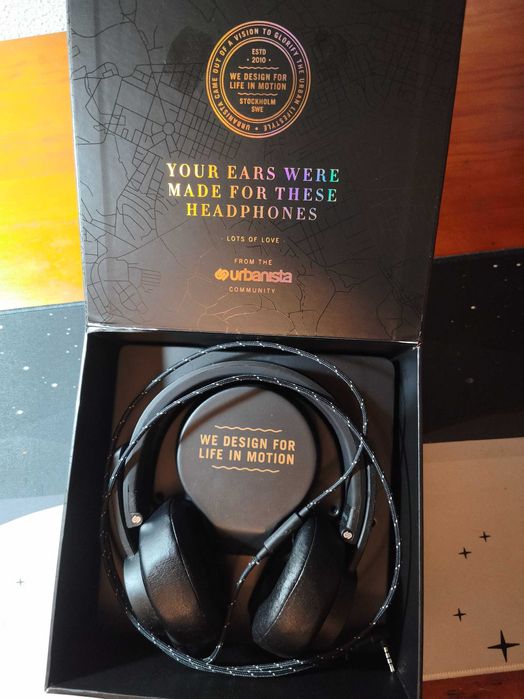 URBANISTA CAME OUT OF A VISION TO GLORIFY THE URBAN LIFESTYLE
ESTD
• 2010 •
WE DESIGN FOR
LIFE IN MOTION
STOCKHOLM
SWE
YOUR EARS WERE
MADE FOR THESE
HEADPHONES
· LOTS OF LOVE ·
FROM THE
urbanista
COMMUNITY
WE DESIGN FOR
LIFE IN MOTION